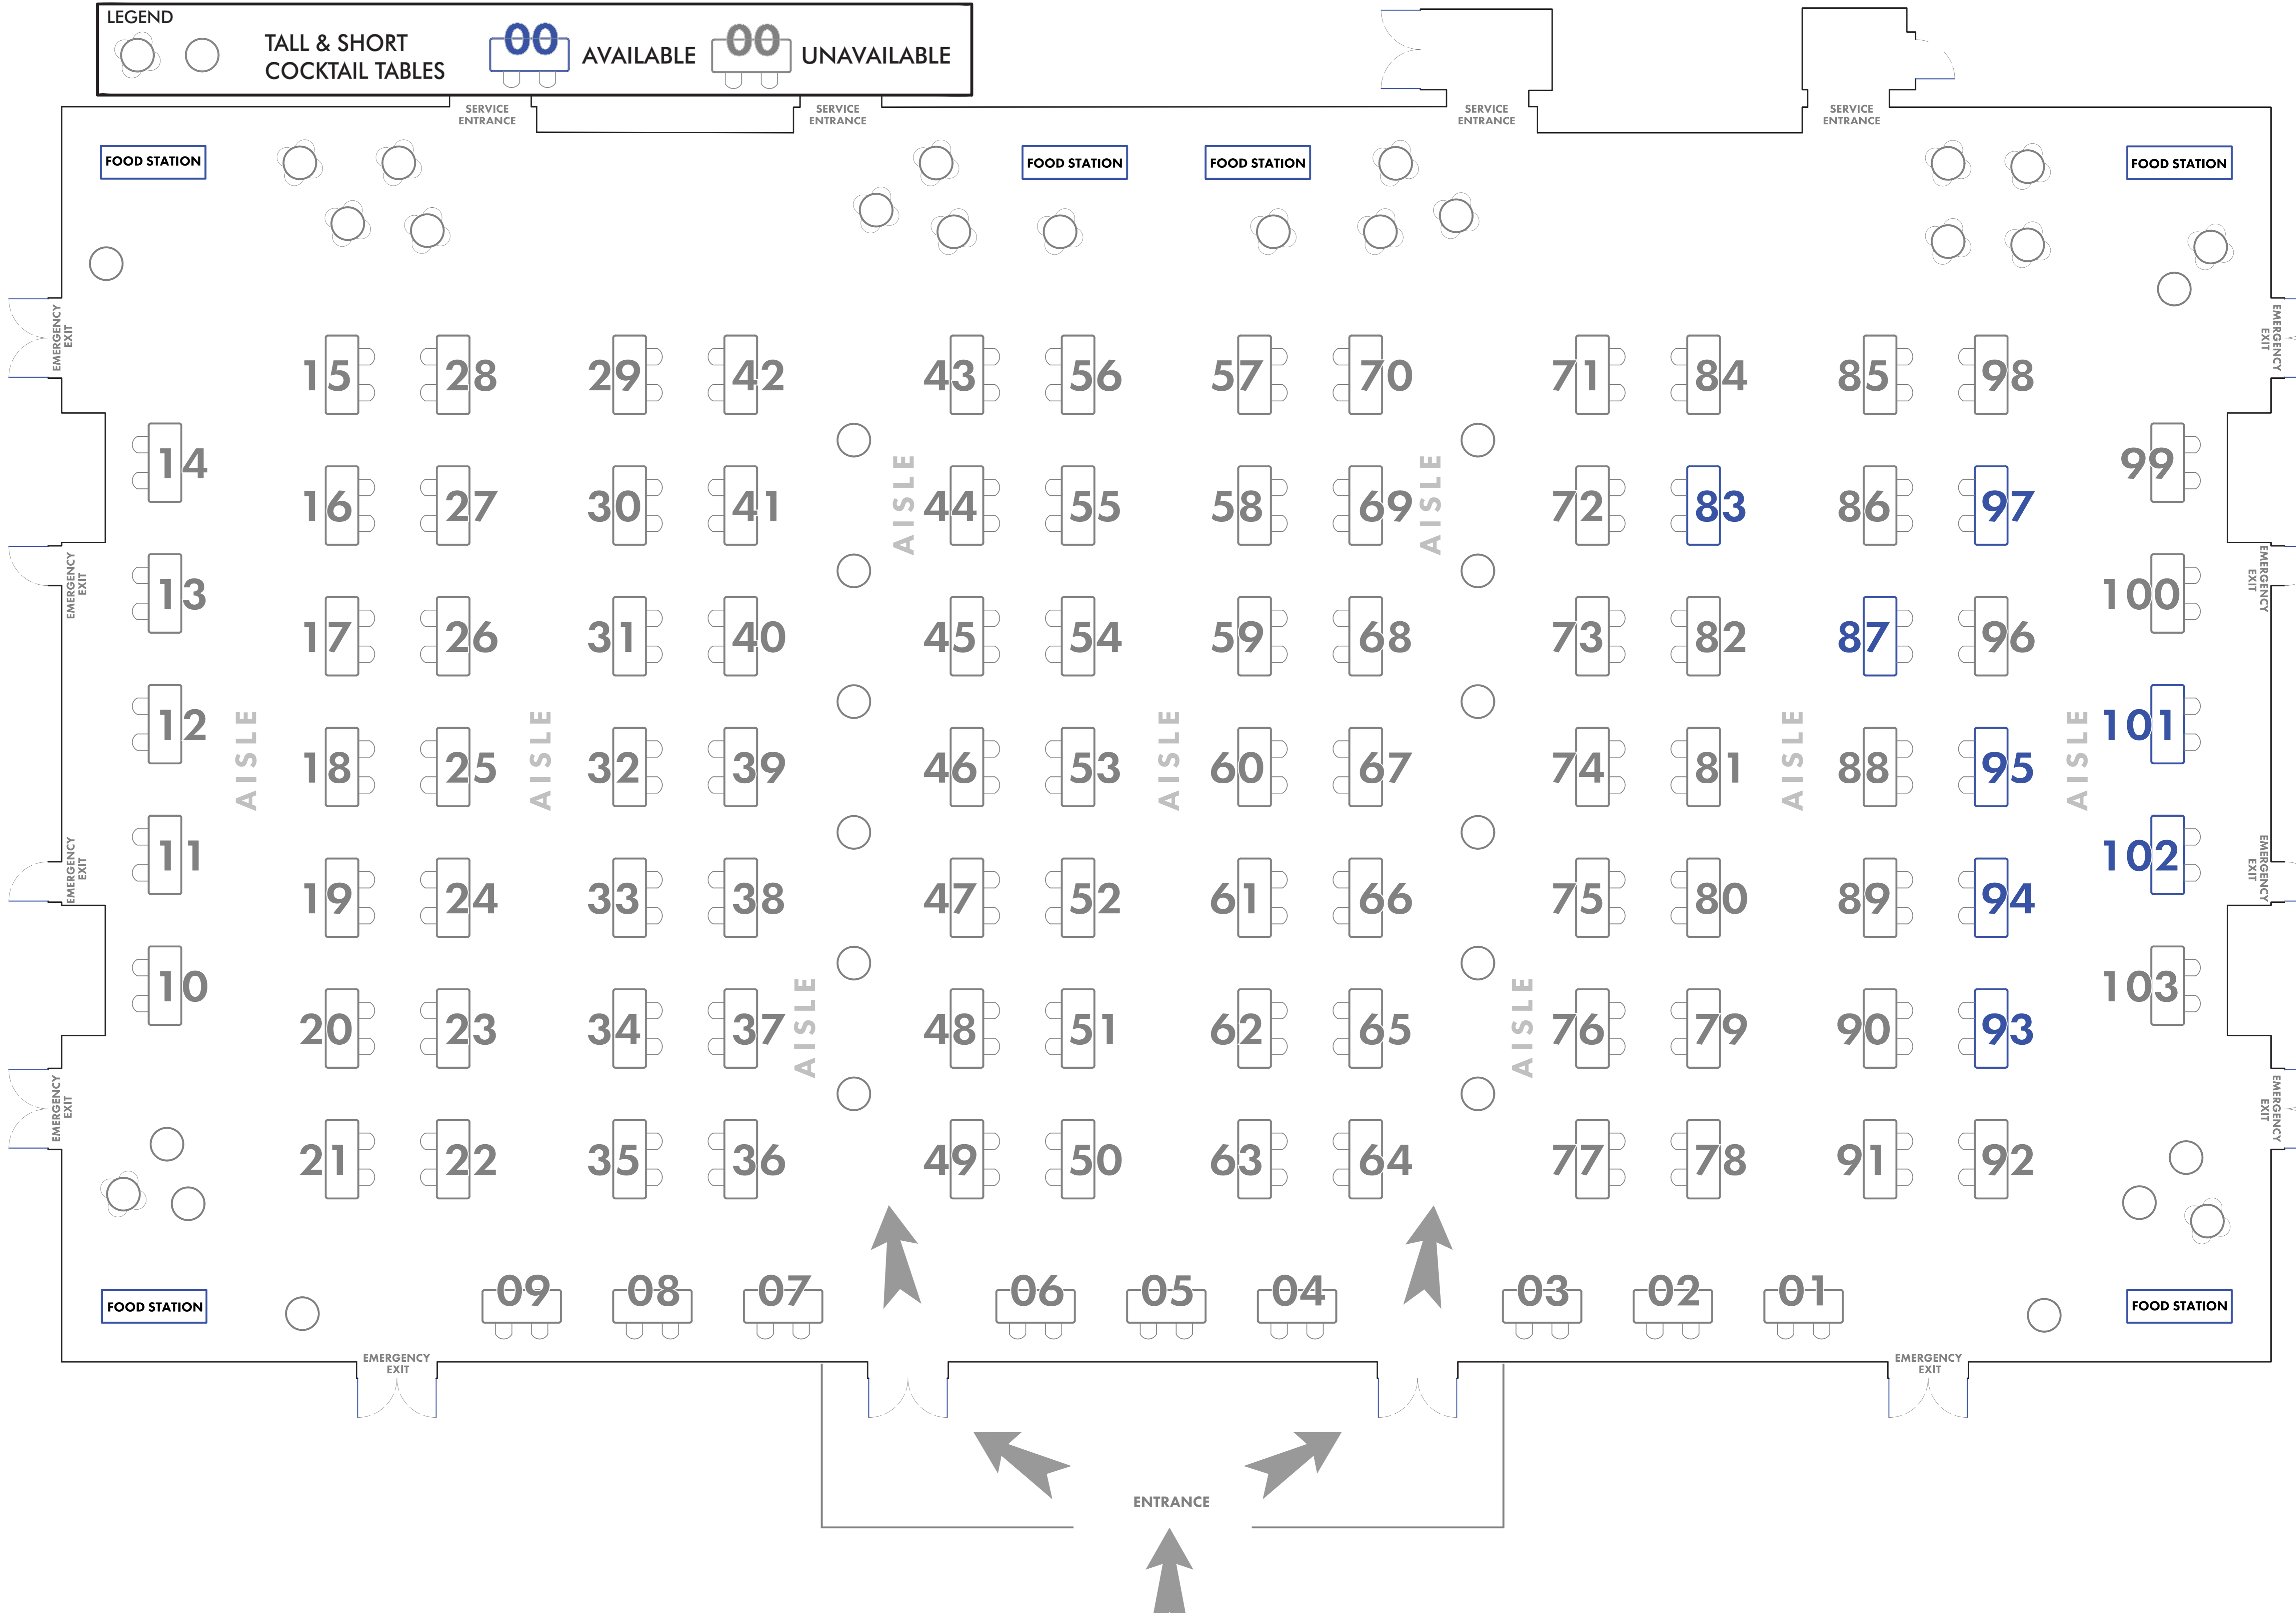 LEGEND
TALL & SHORT
COCKTAIL TABLES
00
AVAILABLE
00
UNAVAILABLE
SERVICE
ENTRANCE
SERVICE
ENTRANCE
SERVICE
ENTRANCE
SERVICE
ENTRANCE
FOOD STATION
FOOD STATION
FOOD STATION
FOOD STATION
EMERGENCY
EXIT
EMERGENCY
EXIT
15 28 29 42 43 56 57 70 71 84 85 98
14 99
AISLE
AISLE
16 27 30 41 44 55 58 69 72 83 86 97
EMERGENCY
EXIT
EMERGENCY
EXIT
13 100
17 26 31 40 45 54 59 68 73 82 87 96
12 101
AISLE
AISLE
AISLE
AISLE
AISLE
18 25 32 39 46 53 60 67 74 81 88 95
11 102
EMERGENCY
EXIT
EMERGENCY
EXIT
19 24 33 38 47 52 61 66 75 80 89 94
10 103
AISLE
AISLE
20 23 34 37 48 51 62 65 76 79 90 93
EMERGENCY
EXIT
EMERGENCY
EXIT
21 22 35 36 49 50 63 64 77 78 91 92
09 08 07 06 05 04 03 02 01
FOOD STATION
FOOD STATION
EMERGENCY
EXIT
EMERGENCY
EXIT
ENTRANCE